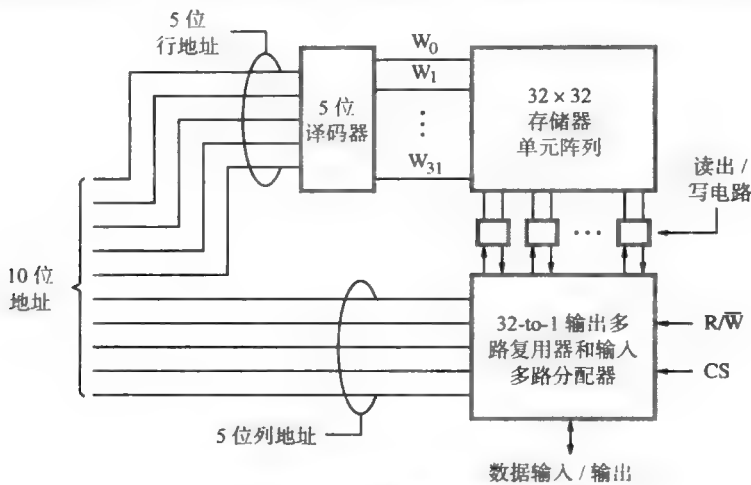 5 位
行地址
W₀
W₁
⋮
W₃₁
5 位
译码器
32 × 32
存储器
单元阵列
读出 /
写电路
…
10 位
地址
32-to-1 输出多
路复用器和输入
多路分配器
R/W̅
CS
5 位列地址
数据输入 / 输出